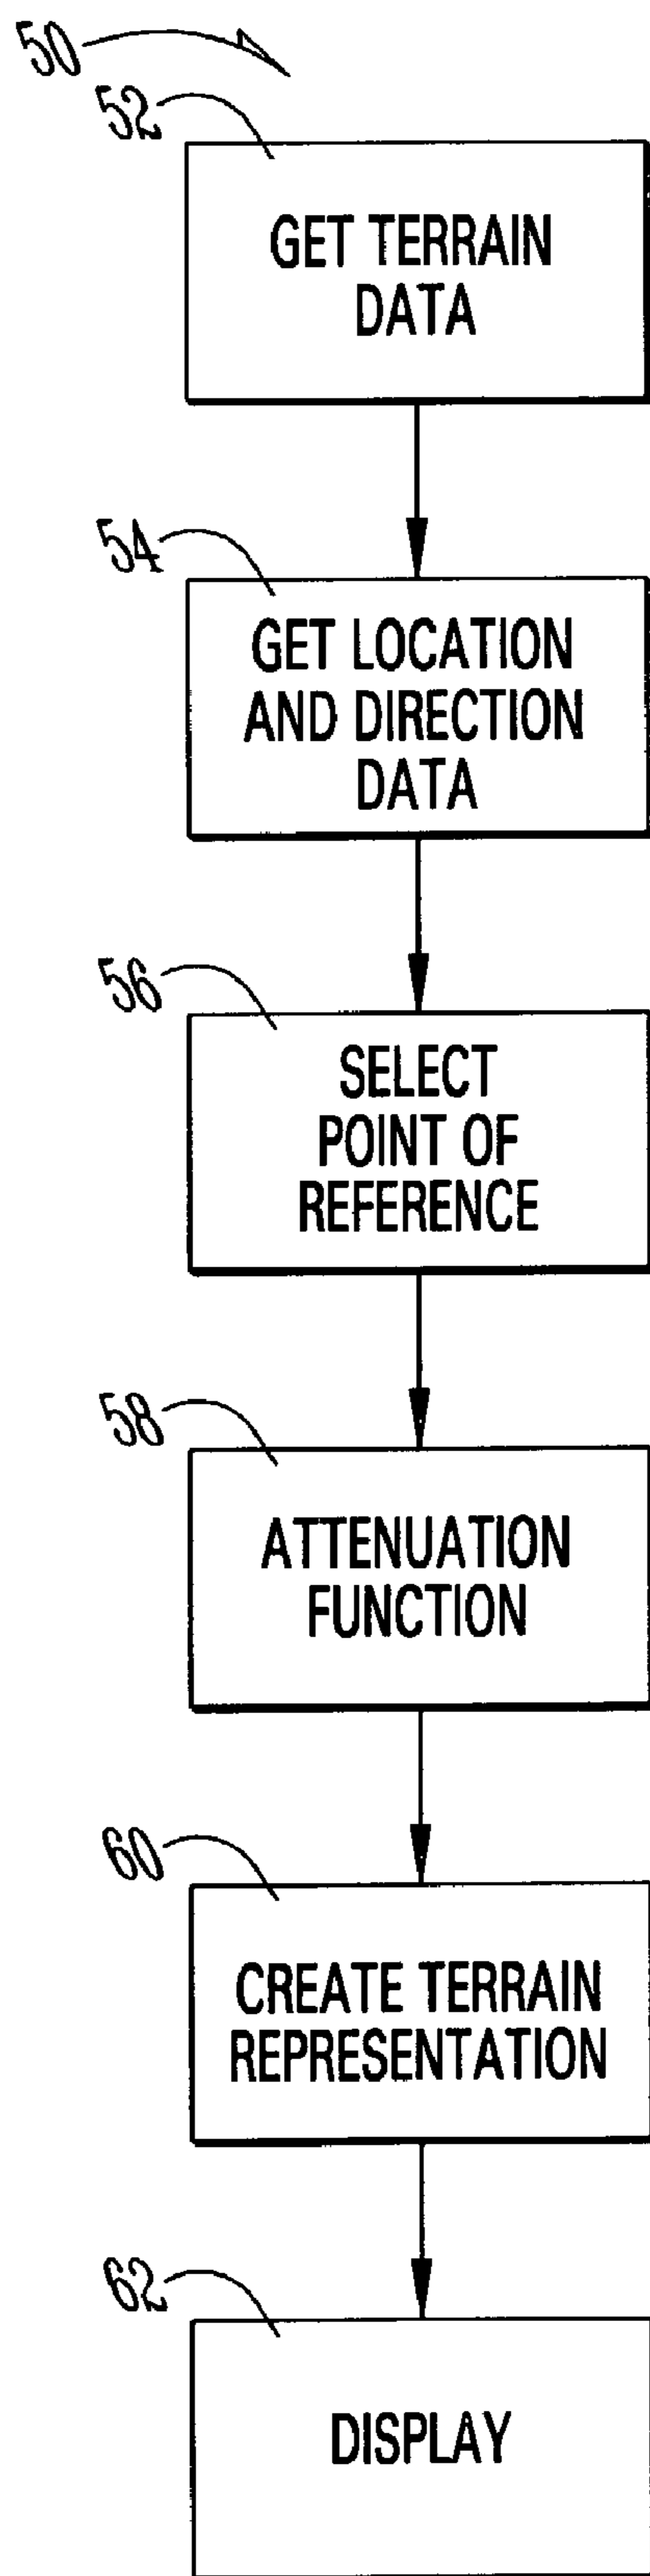 50
52
GET TERRAIN
DATA
54
GET LOCATION
AND DIRECTION
DATA
56
SELECT
POINT OF
REFERENCE
58
ATTENUATION
FUNCTION
60
CREATE TERRAIN
REPRESENTATION
62
DISPLAY